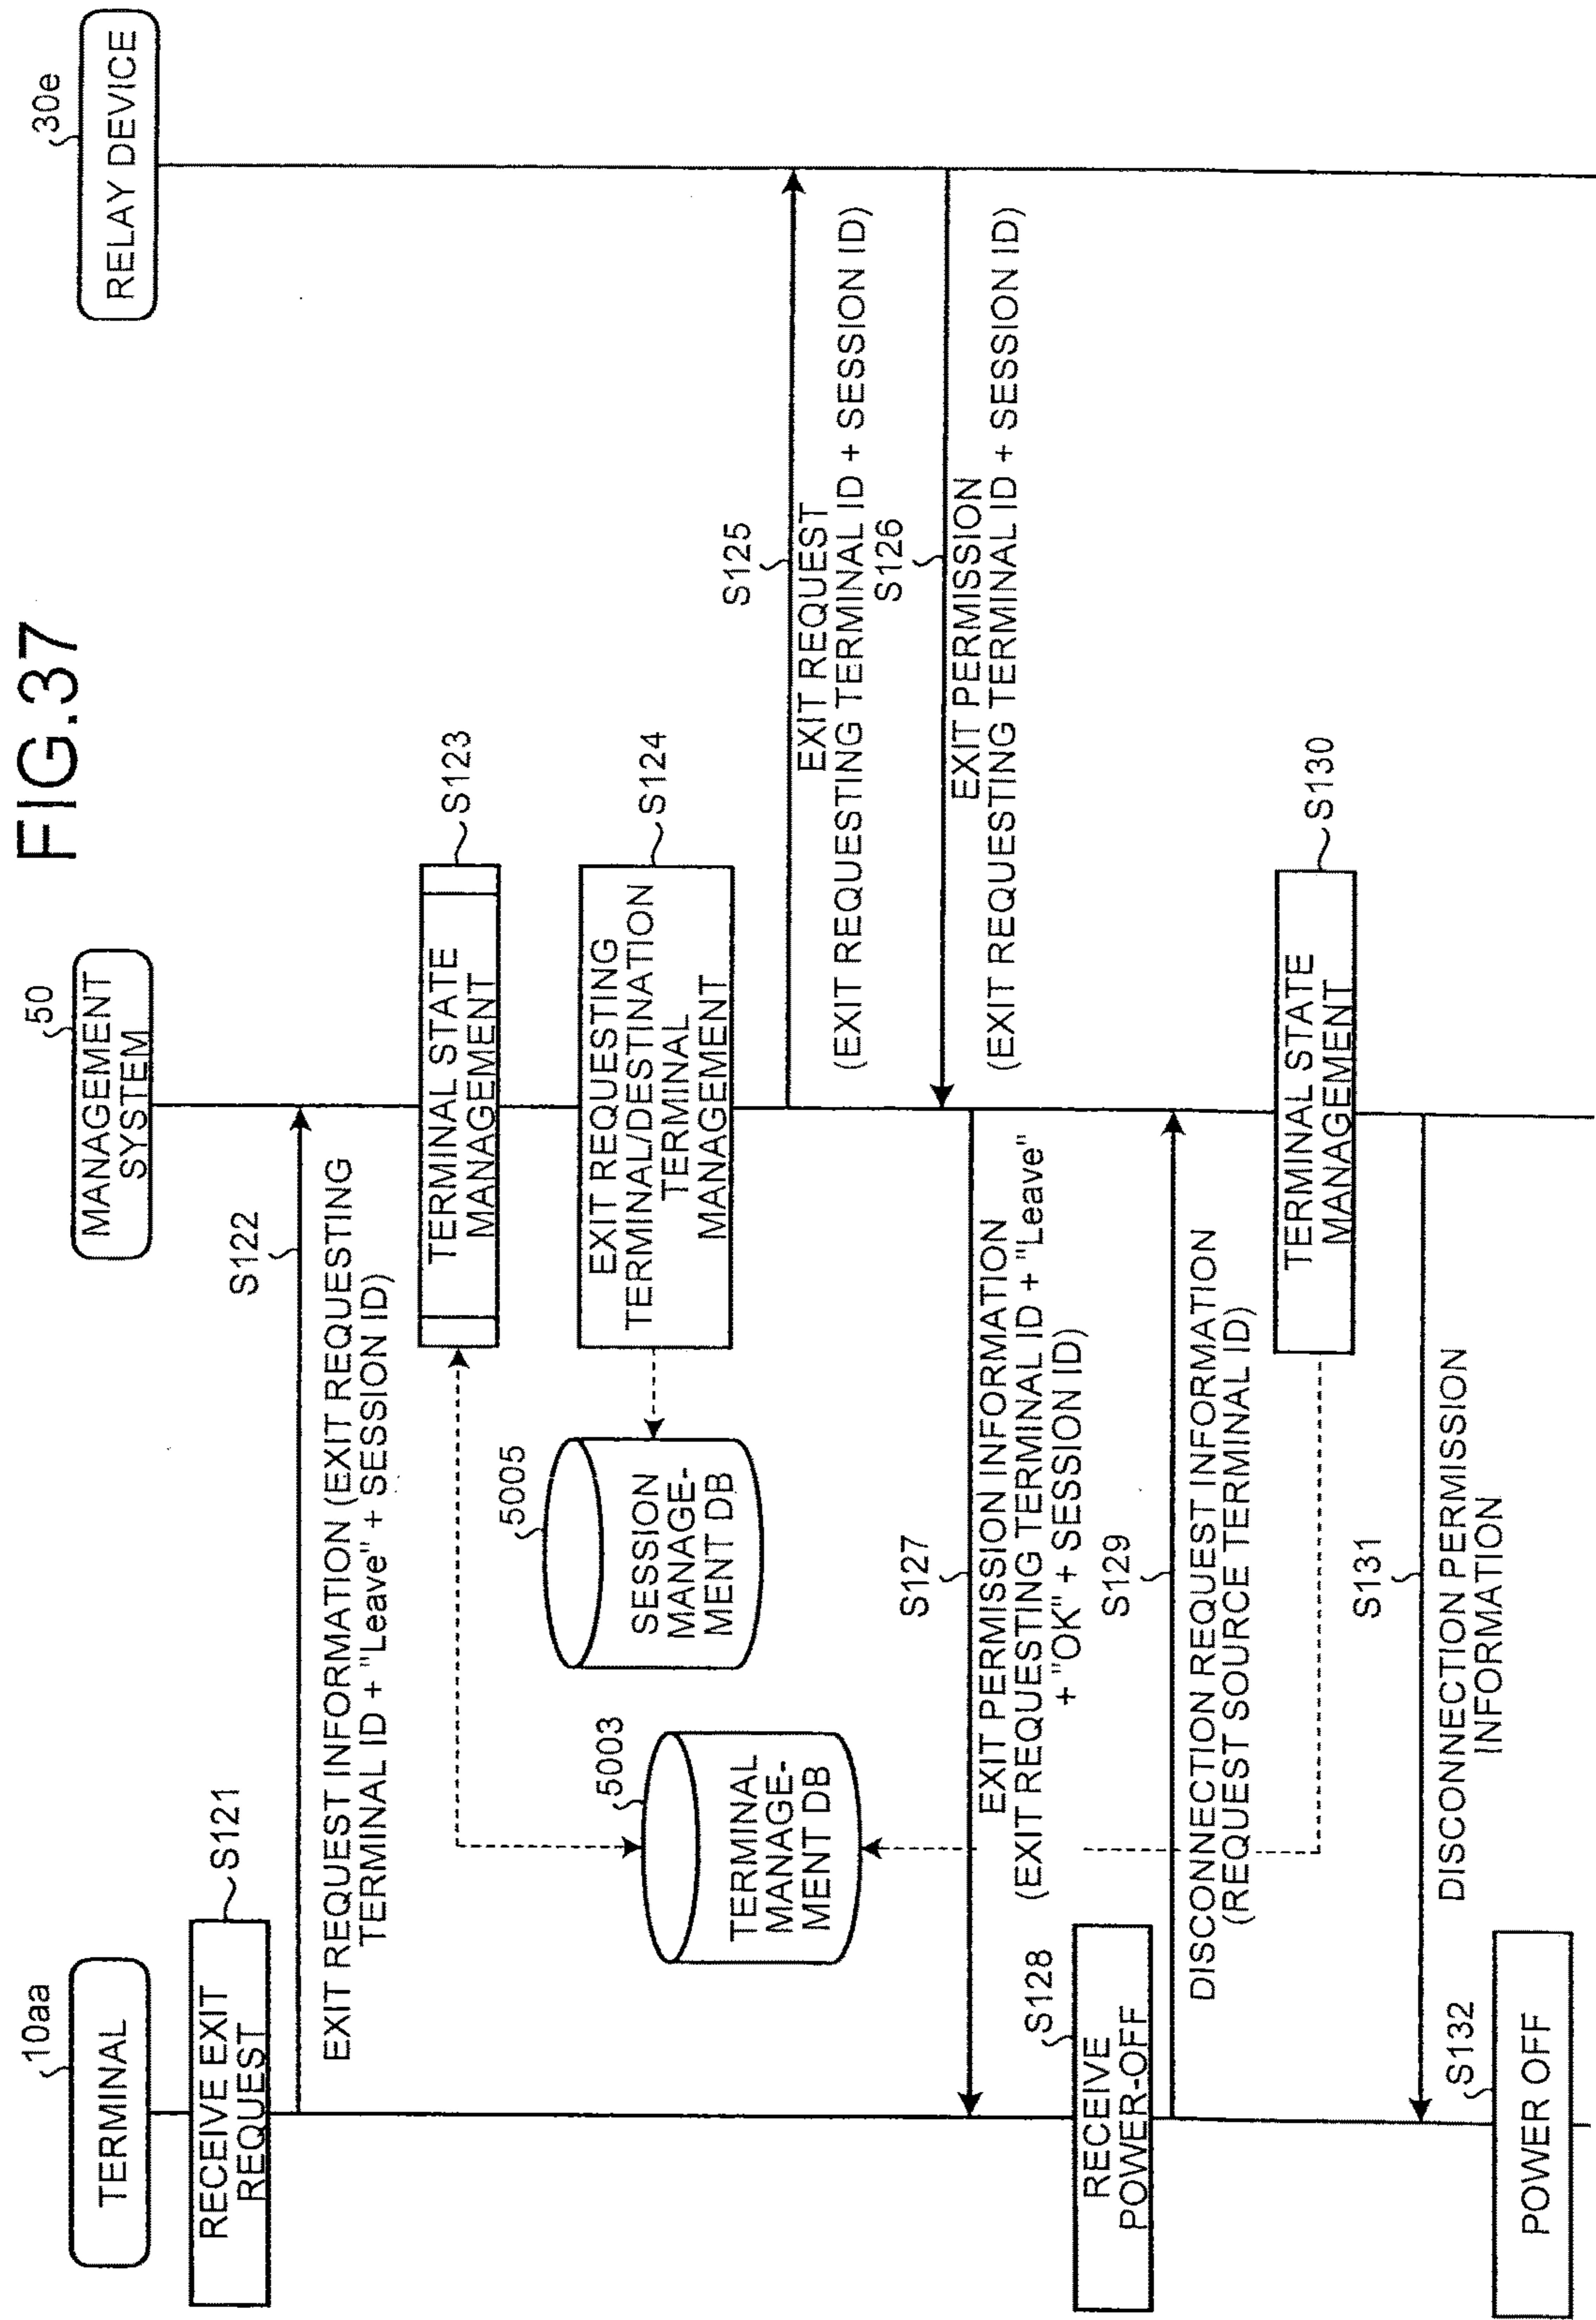 FIG.37
10aa
TERMINAL
50
MANAGEMENT
SYSTEM
30e
RELAY DEVICE
RECEIVE EXIT
REQUEST
S121
S122
EXIT REQUEST INFORMATION (EXIT REQUESTING
TERMINAL ID + "Leave" + SESSION ID)
TERMINAL STATE
MANAGEMENT
S123
EXIT REQUESTING
TERMINAL/DESTINATION
TERMINAL
MANAGEMENT
S124
5005
SESSION
MANAGE-
MENT DB
5003
TERMINAL
MANAGE-
MENT DB
S125
EXIT REQUEST
(EXIT REQUESTING TERMINAL ID + SESSION ID)
S126
EXIT PERMISSION
(EXIT REQUESTING TERMINAL ID + SESSION ID)
S127
EXIT PERMISSION INFORMATION
(EXIT REQUESTING TERMINAL ID + "Leave"
+ "OK" + SESSION ID)
S128
RECEIVE
POWER-OFF
S129
DISCONNECTION REQUEST INFORMATION
(REQUEST SOURCE TERMINAL ID)
TERMINAL STATE
MANAGEMENT
S130
S131
DISCONNECTION PERMISSION
INFORMATION
S132
POWER OFF